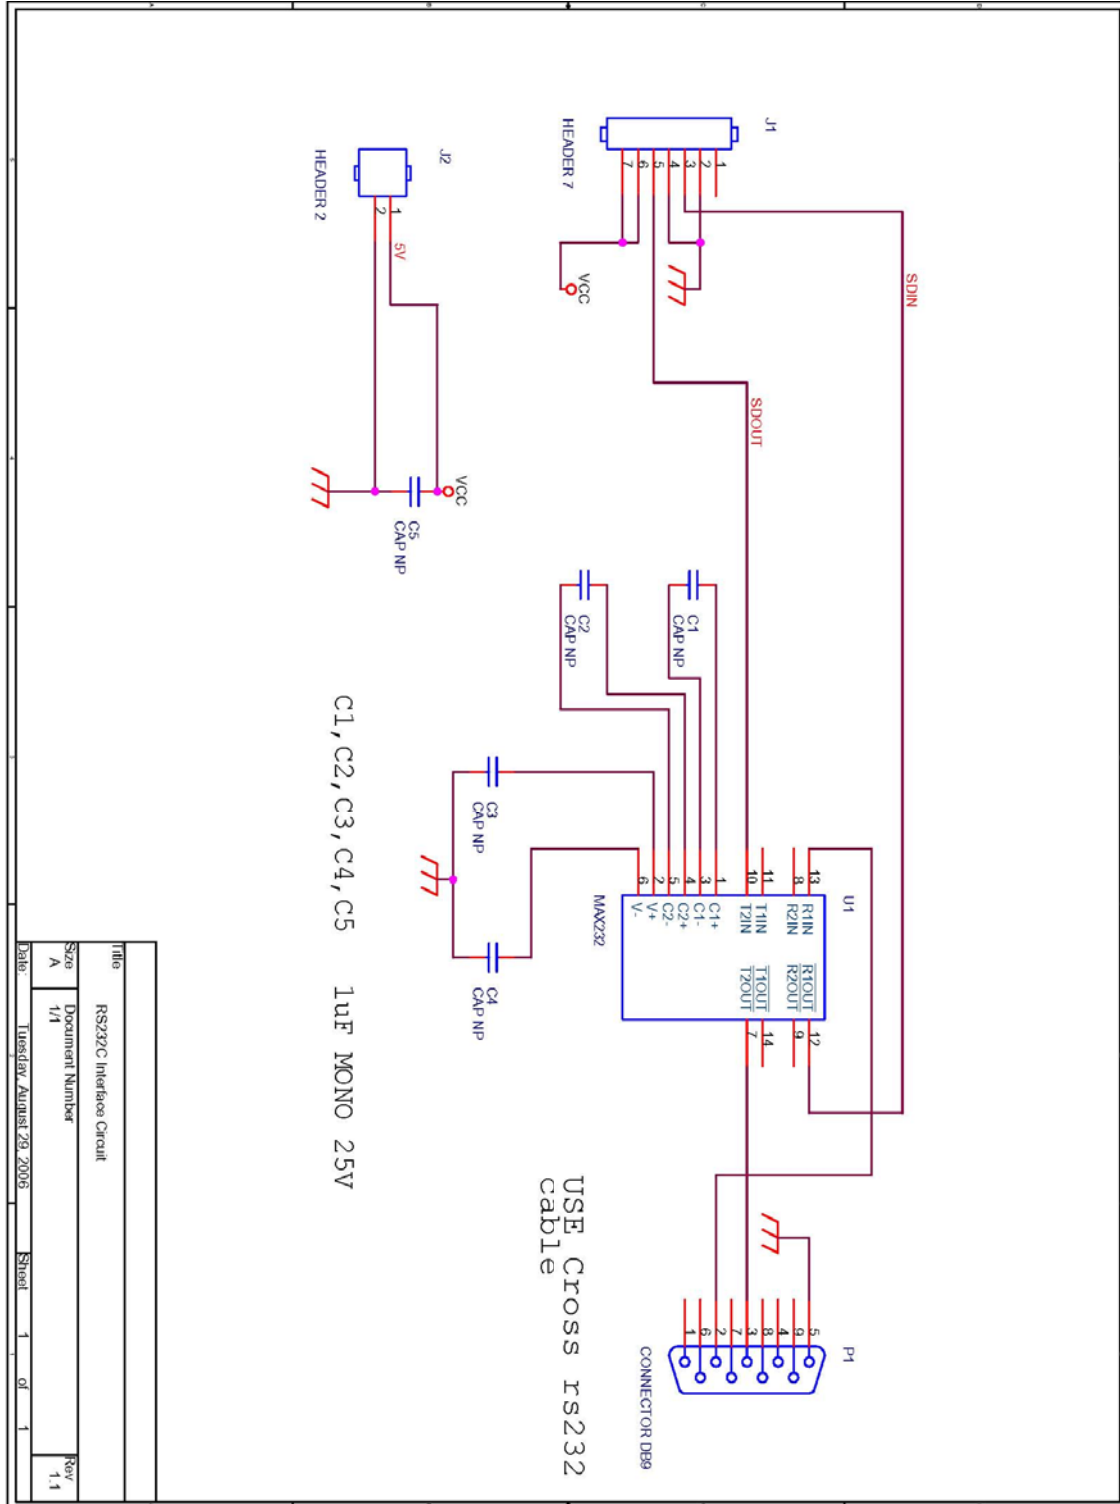 J1
1
2
3
4
5
6
7
HEADER 7
VCC
SDIN
SDOUT
J2
1
2
5V
HEADER 2
VCC
C5
CAP NP
C1
CAP NP
C2
CAP NP
C3
CAP NP
C4
CAP NP
U1
13 R1IN R1OUT 12
8 R2IN R2OUT 9
11 T1IN T1OUT 14
10 T2IN T2OUT 7
1 C1+
3 C1-
4 C2+
5 C2-
2 V+
6 V-
MAX232
P1
5
9
4
8
3
7
2
6
1
CONNECTOR DB9
USE Cross rs232
cable
C1,C2,C3,C4,C5 1uF MONO 25V
Title
RS232C Interface Circuit
Size Document Number Rev
A 1/1 1.1
Date: Tuesday, August 29, 2006 Sheet 1 of 1